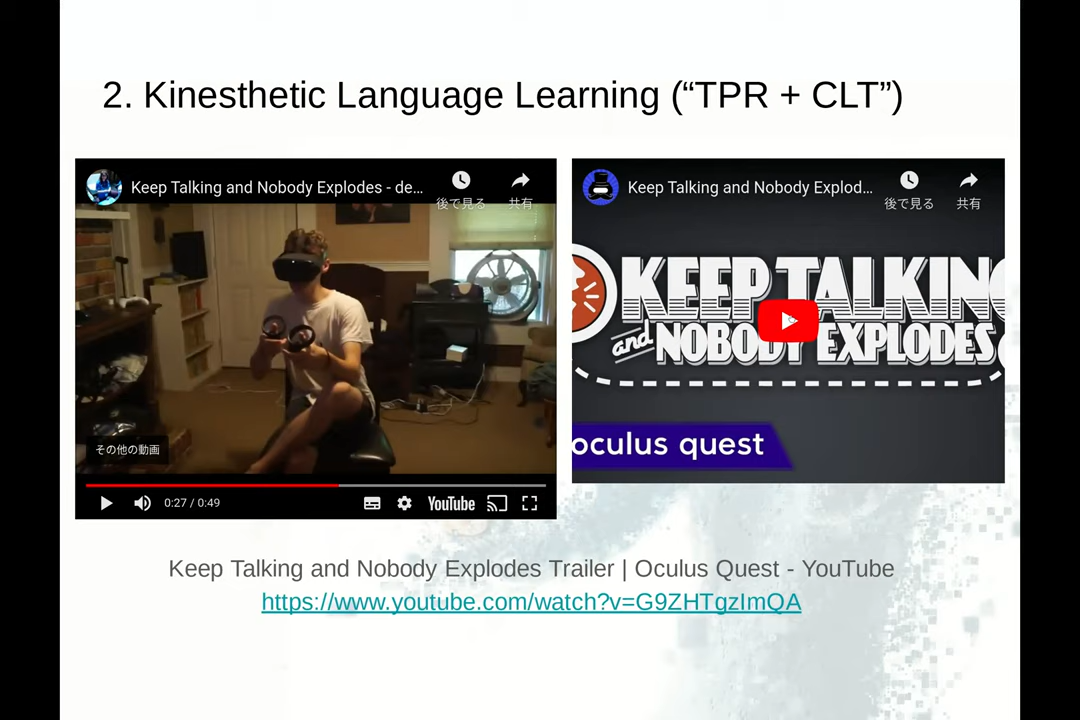 2. Kinesthetic Language Learning (“TPR + CLT”)
Keep Talking and Nobody Explodes - de...
後で見る
共有
その他の動画
0:27 / 0:49
YouTube
Keep Talking and Nobody Explod...
後で見る
共有
KEEP TALKING
and NOBODY EXPLODES
oculus quest
Keep Talking and Nobody Explodes Trailer | Oculus Quest - YouTube
https://www.youtube.com/watch?v=G9ZHTgzImQA